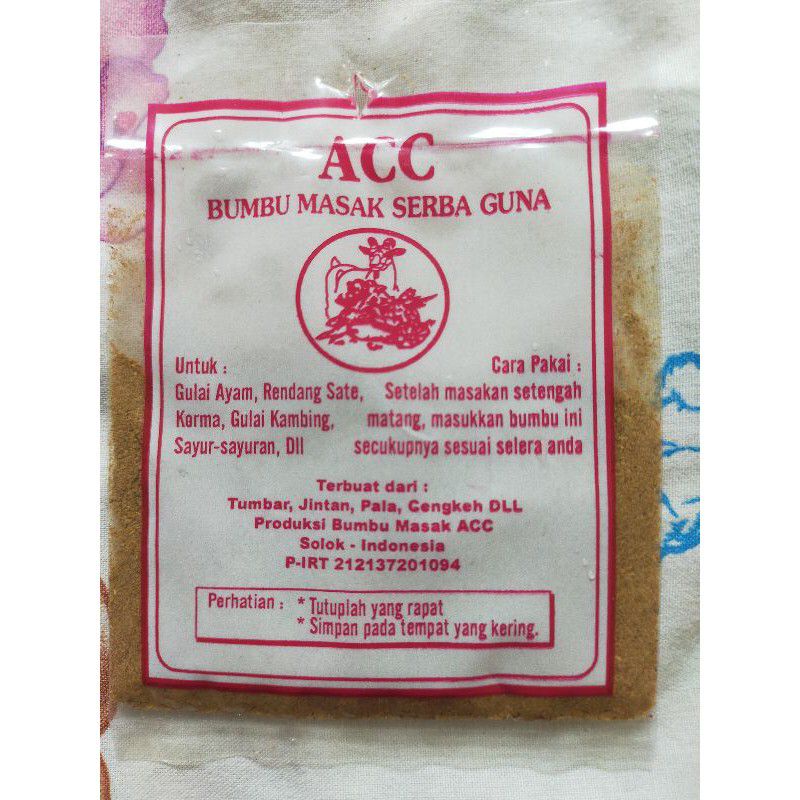 ACC
BUMBU MASAK SERBA GUNA
Untuk :
Gulai Ayam, Rendang Sate,
Korma, Gulai Kambing,
Sayur-sayuran, Dll
Cara Pakai :
Setelah masakan setengah
matang, masukkan bumbu ini
secukupnya sesuai selera anda
Terbuat dari :
Tumbar, Jintan, Pala, Cengkeh DLL
Produksi Bumbu Masak ACC
Solok - Indonesia
P-IRT 212137201094
Perhatian : * Tutuplah yang rapat
* Simpan pada tempat yang kering.